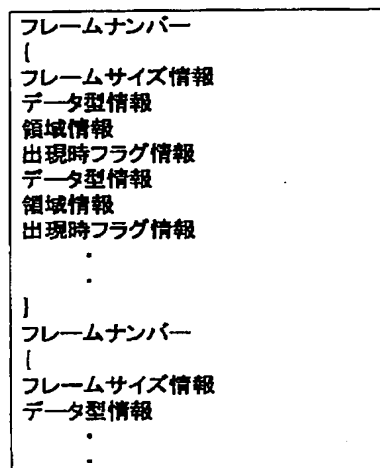 フレームナンバー
{
フレームサイズ情報
データ型情報
領域情報
出現時フラグ情報
データ型情報
領域情報
出現時フラグ情報
・
・
}
フレームナンバー
{
フレームサイズ情報
データ型情報
・
・